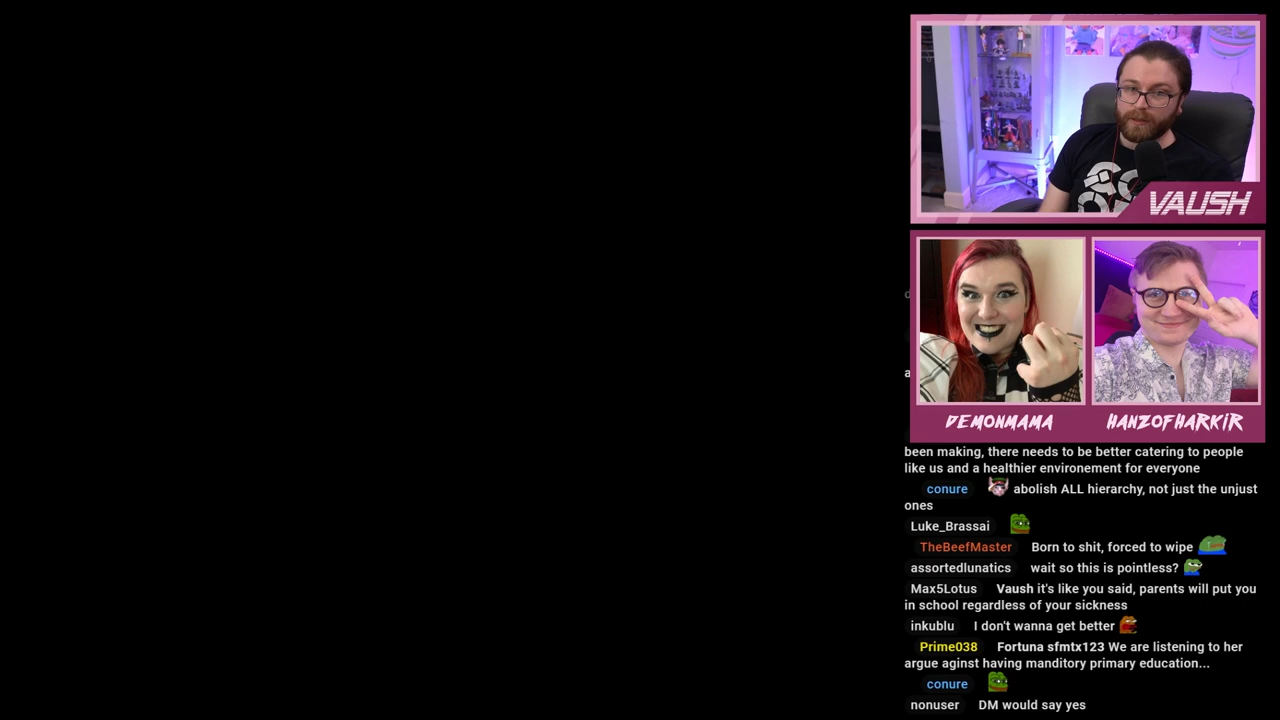 VAUSH
DEMONMAMA
HANZOFHARKIR
been making, there needs to be better catering to people
like us and a healthier environement for everyone
conure abolish ALL hierarchy, not just the unjust
ones
Luke_Brassai
TheBeefMaster Born to shit, forced to wipe
assortedlunatics wait so this is pointless?
Max5Lotus Vaush it's like you said, parents will put you
in school regardless of your sickness
inkublu I don't wanna get better
Prime038 Fortuna sfmtx123 We are listening to her
argue aginst having manditory primary education...
conure
nonuser DM would say yes